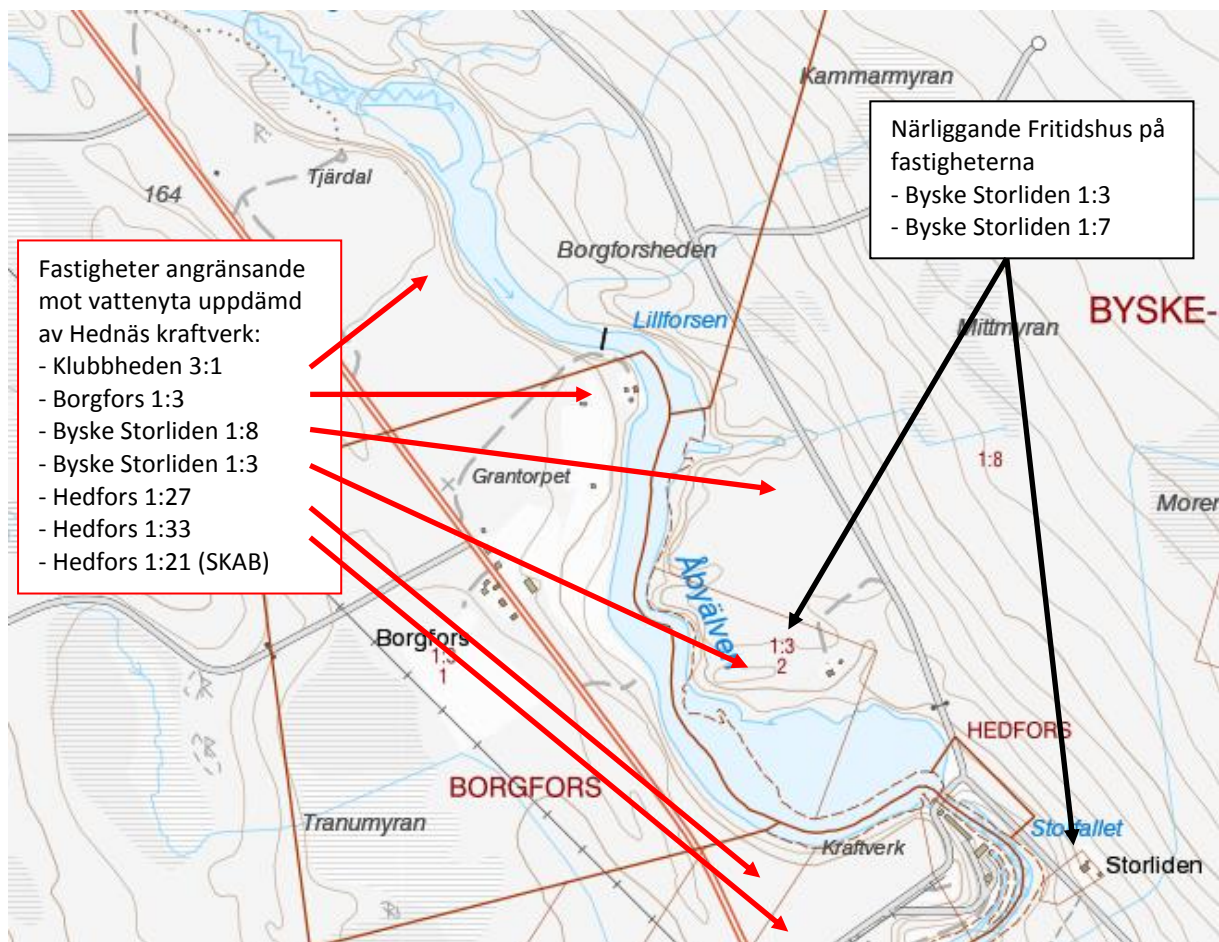 Kammarmyran
Närliggande Fritidshus på
fastigheterna
- Byske Storliden 1:3
- Byske Storliden 1:7
Tjärdal
164
Borgforsheden
Fastigheter angränsande
mot vattenyta uppdämd
av Hednäs kraftverk:
- Klubbheden 3:1
- Borgfors 1:3
- Byske Storliden 1:8
- Byske Storliden 1:3
- Hedfors 1:27
- Hedfors 1:33
- Hedfors 1:21 (SKAB)
Lillforsen
Mittmyran
BYSKE-
1:8
Grantorpet
Morer
Åbyälven
Borgfors
1:3
1
1:3
2
HEDFORS
BORGFORS
Tranumyran
Kraftverk
Storfallet
Storliden